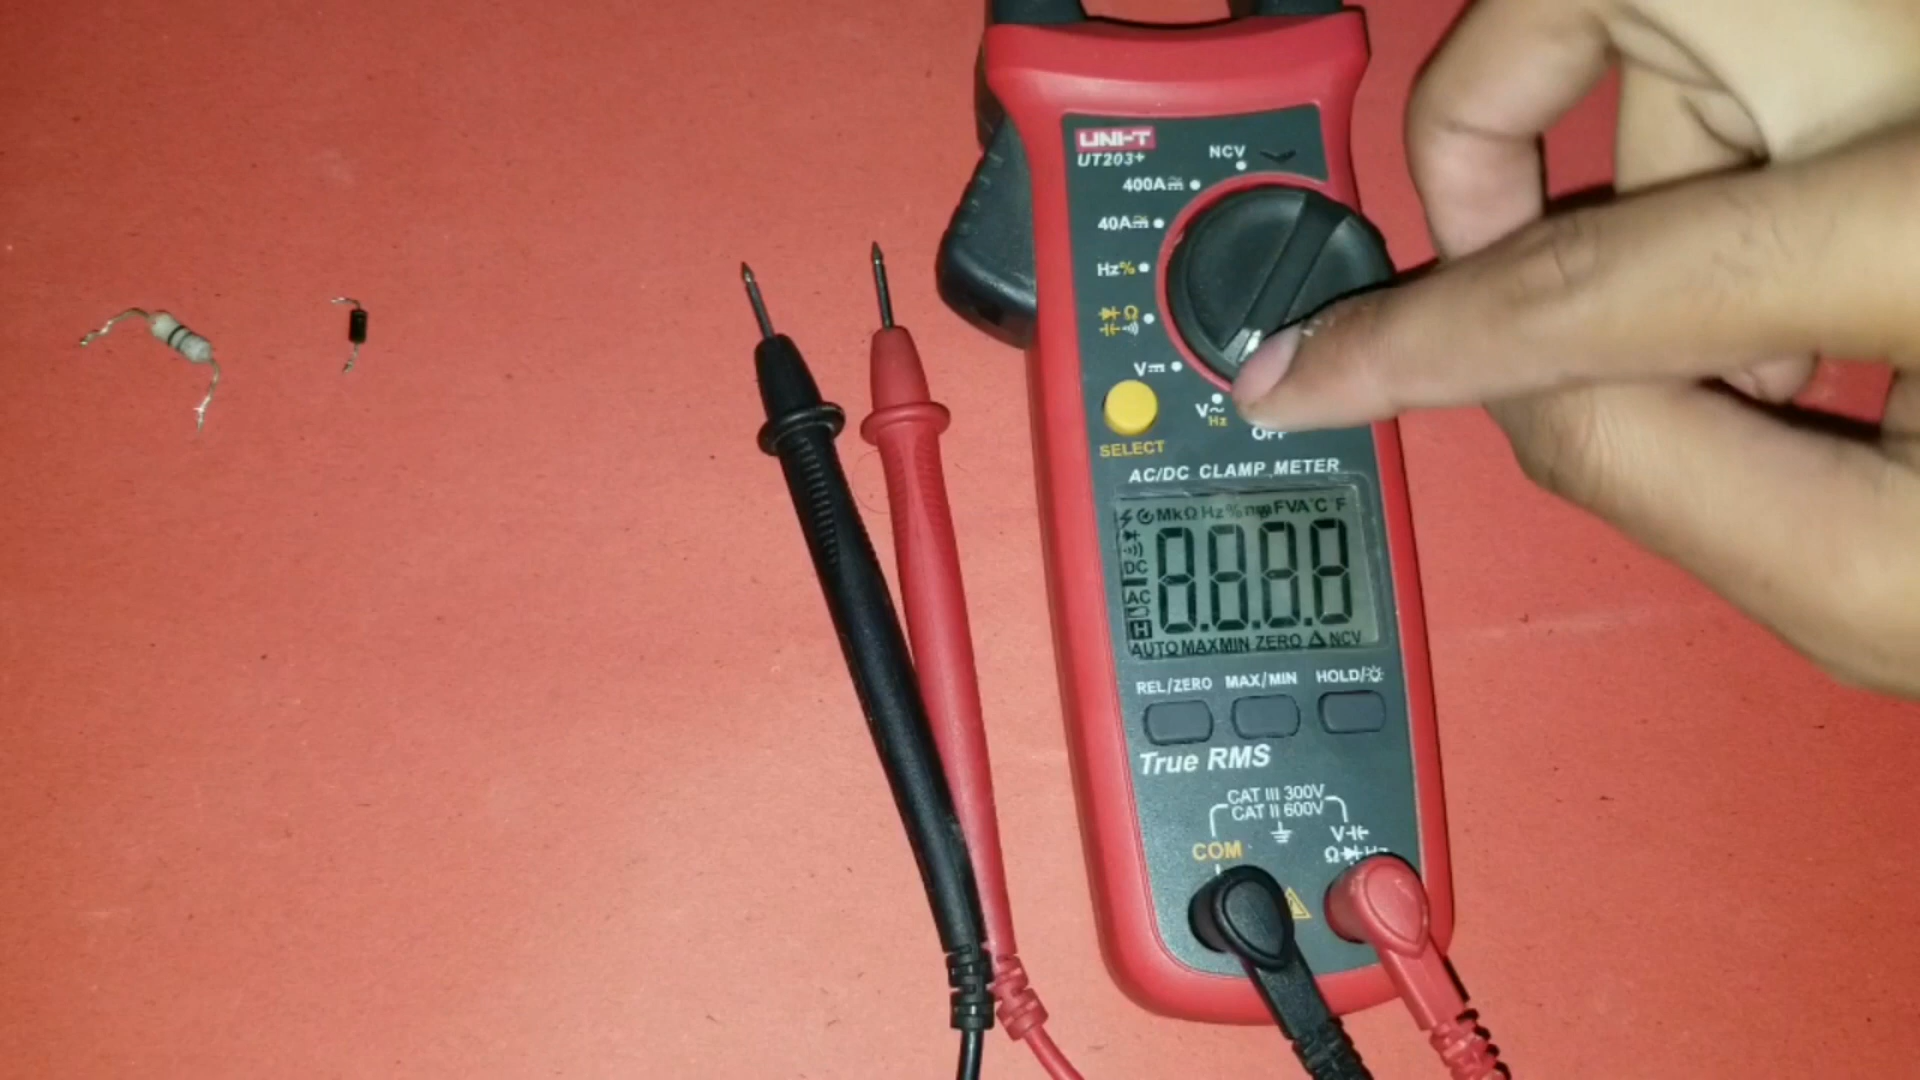 UNI-T
UT203+
NCV
400A
40A
Hz%
Ω
V
V~
Hz
OFF
SELECT
AC/DC CLAMP METER
MkΩ Hz % FVA°C°F
8.8.8.8
DC
AC
H
AUTO MAXMIN ZERO Δ NCV
REL/ZERO MAX/MIN HOLD/
True RMS
CAT III 300V
CAT II 600V
V
COM
Ω Hz